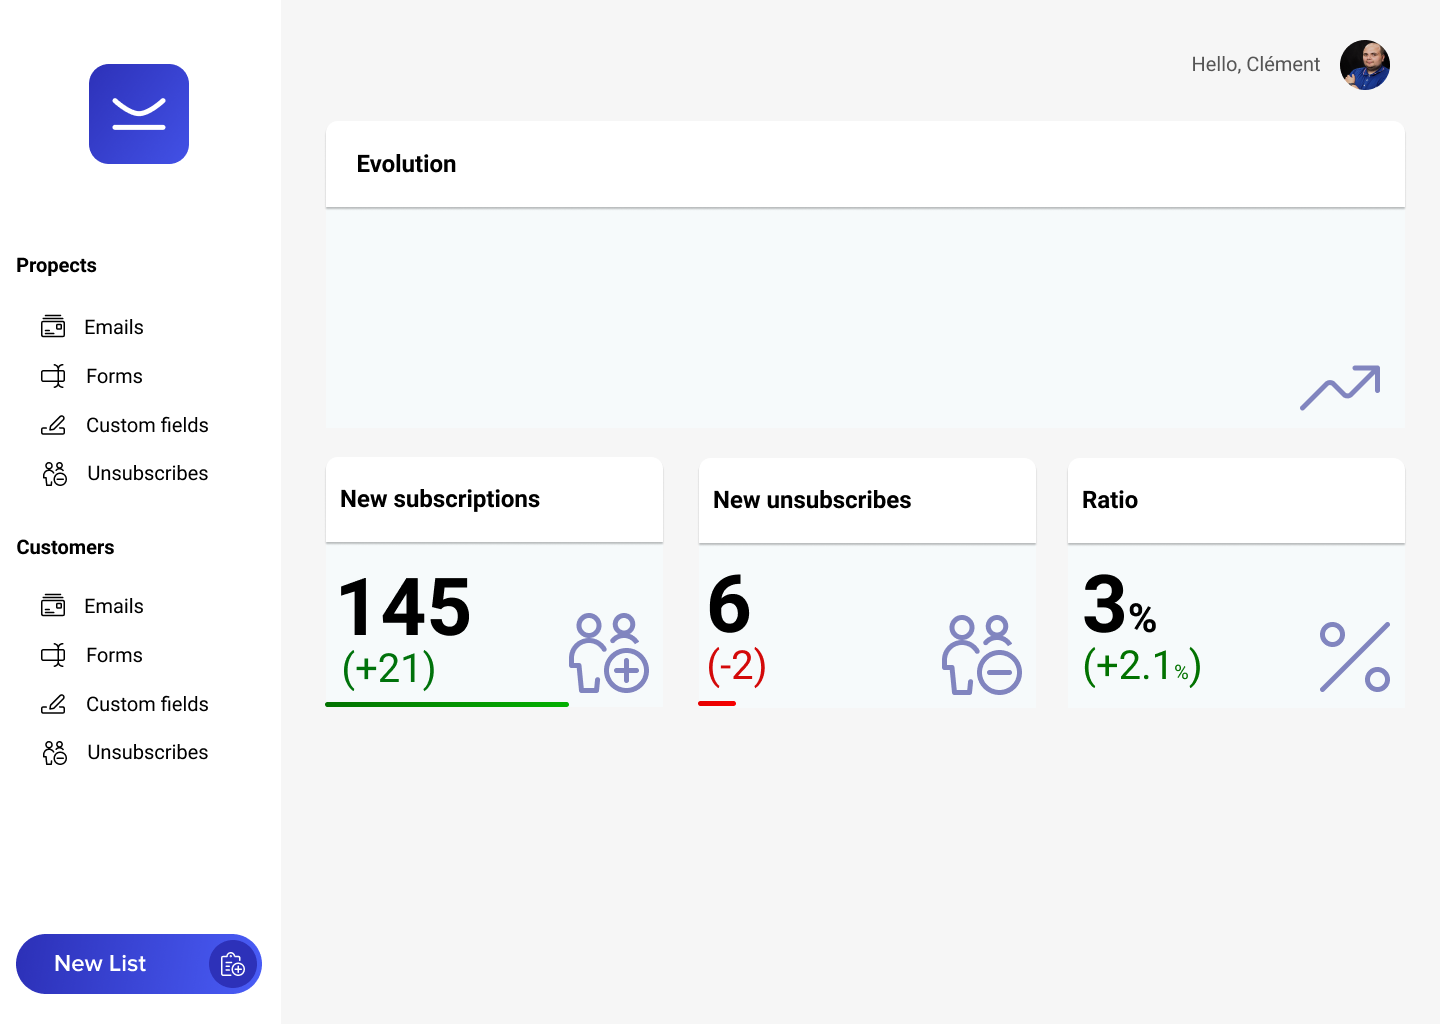 Hello, Clément
Evolution
Propects
Emails
Forms
Custom fields
Unsubscribes
Customers
Emails
Forms
Custom fields
Unsubscribes
New List
New subscriptions
145
(+21)
New unsubscribes
6
(-2)
Ratio
3%
(+2.1%)